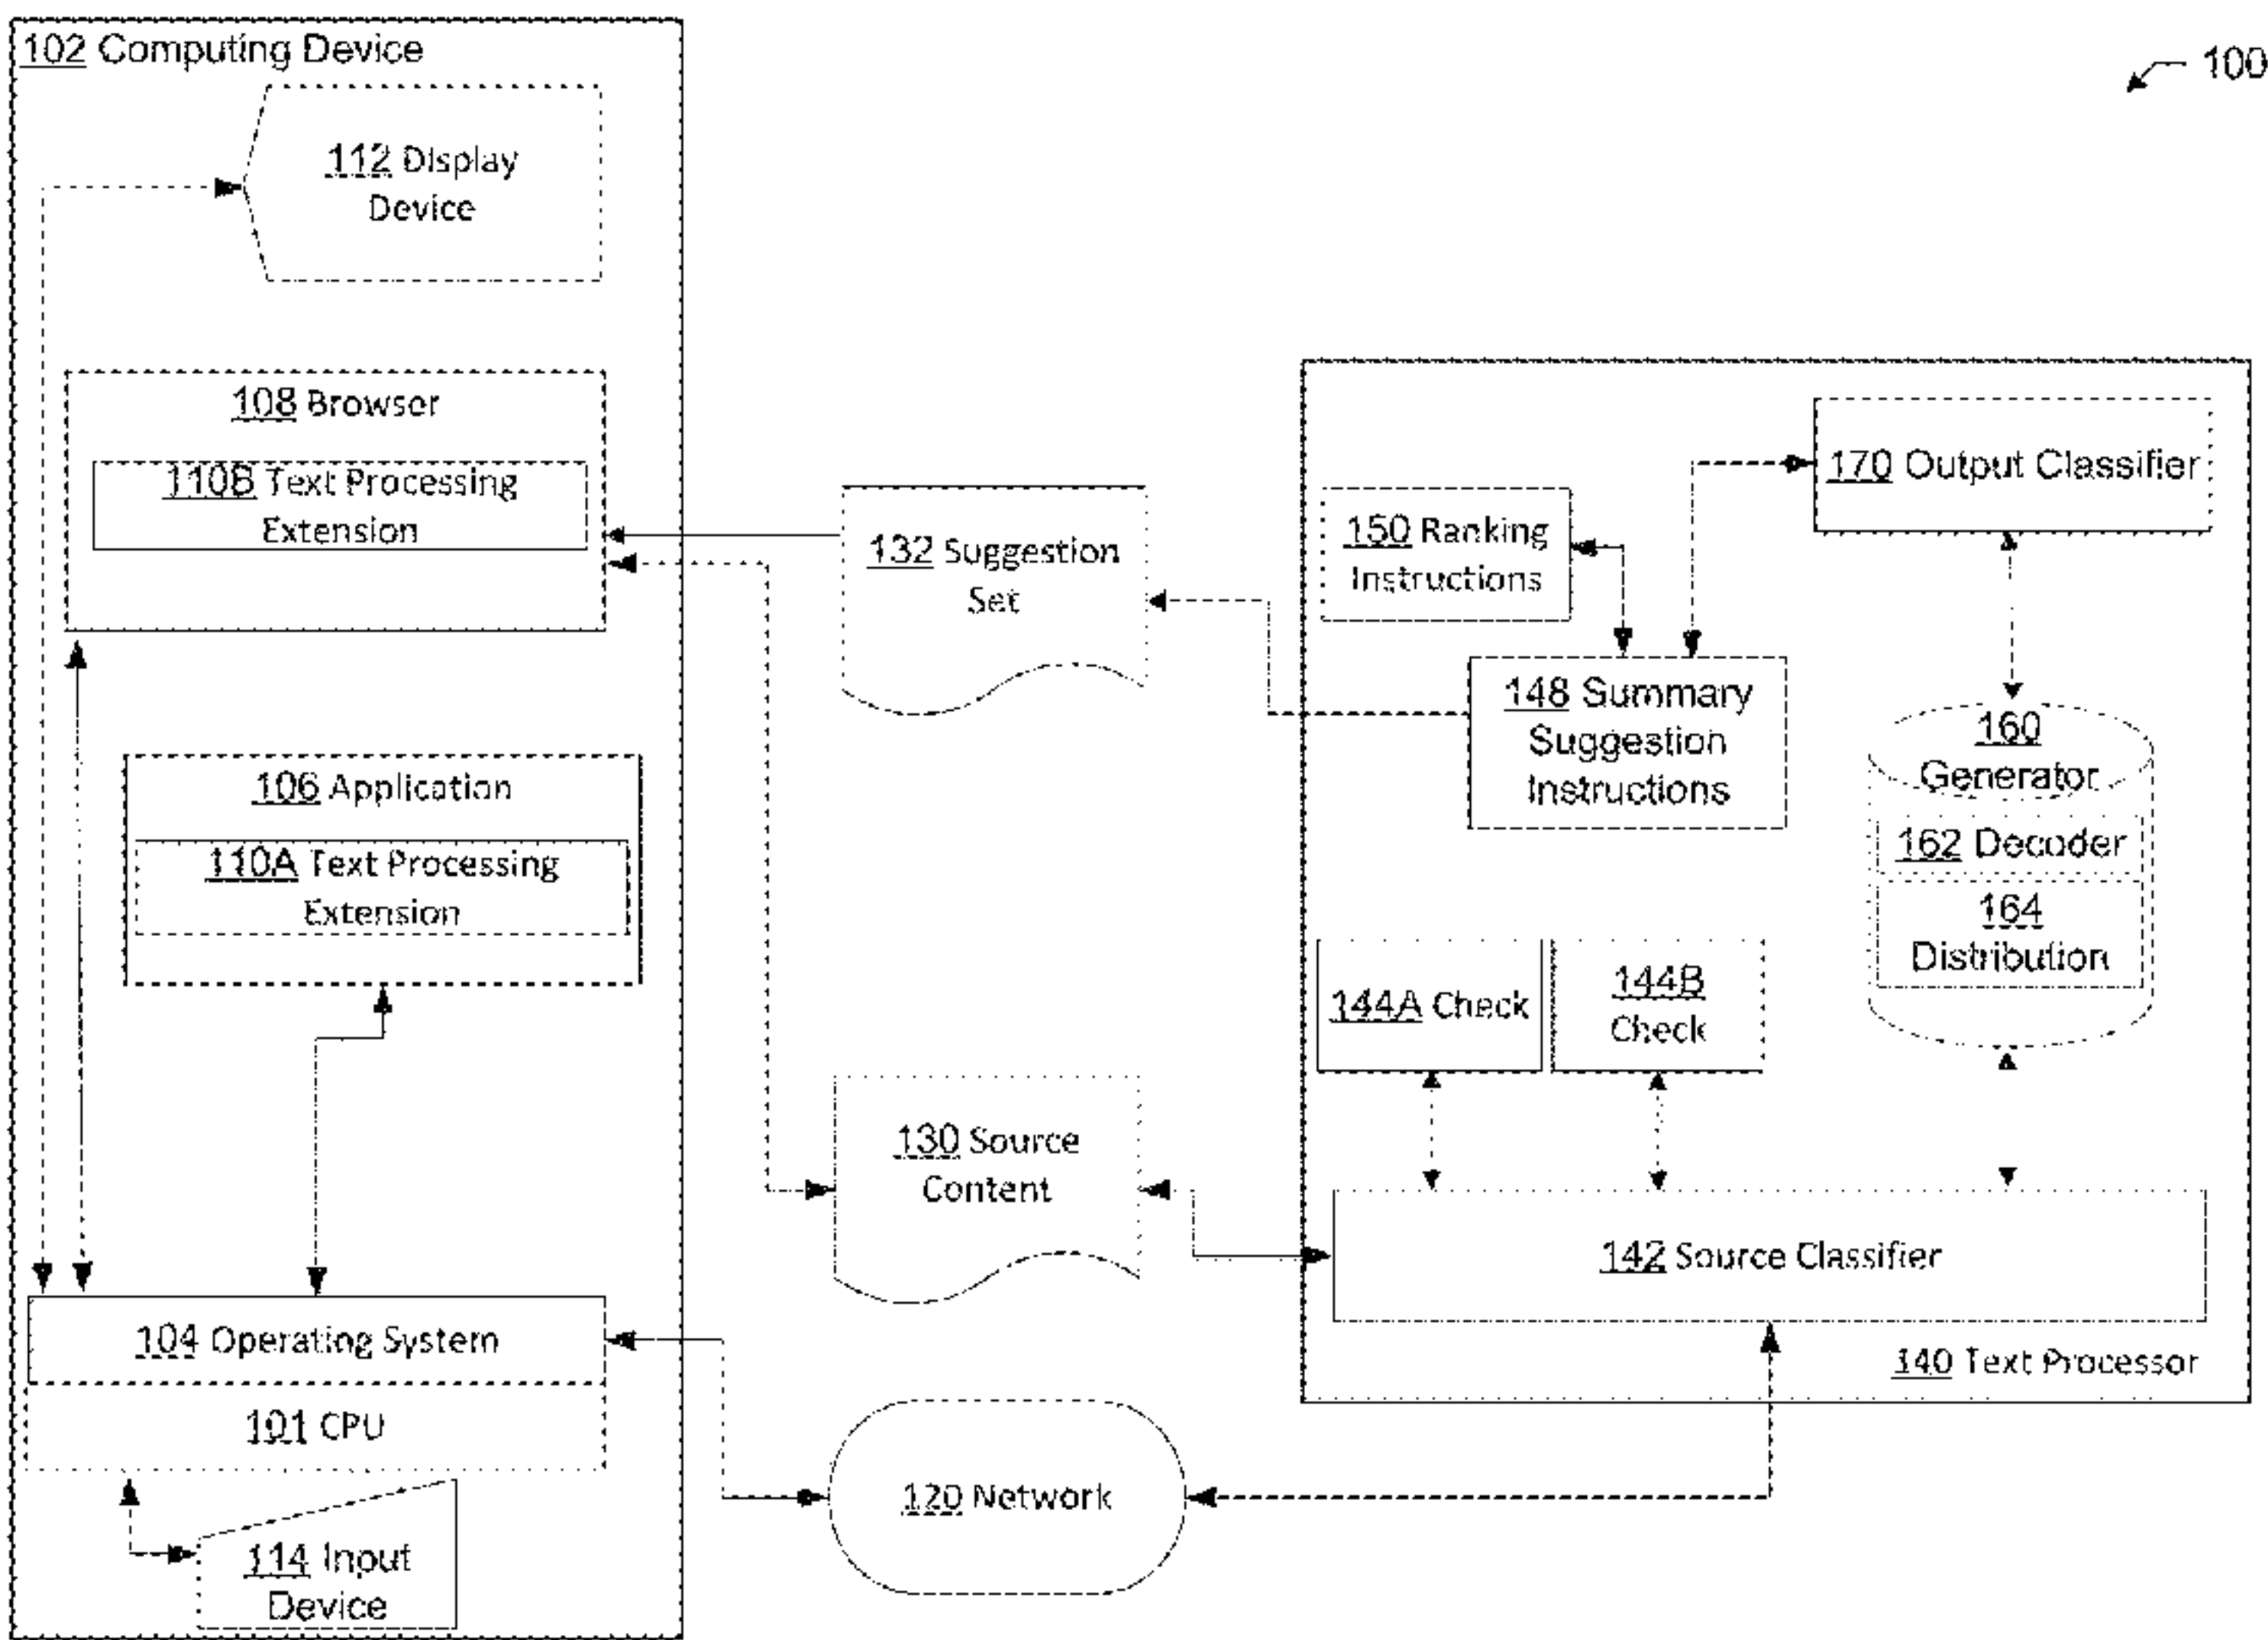 102 Computing Device
100
112 Display
Device
108 Browser
110B Text Processing
Extension
106 Application
110A Text Processing
Extension
104 Operating System
101 CPU
114 Input
Device
132 Suggestion
Set
130 Source
Content
120 Network
170 Output Classifier
150 Ranking
Instructions
148 Summary
Suggestion
Instructions
160
Generator
162 Decoder
164
Distribution
144A Check
144B
Check
142 Source Classifier
140 Text Processor